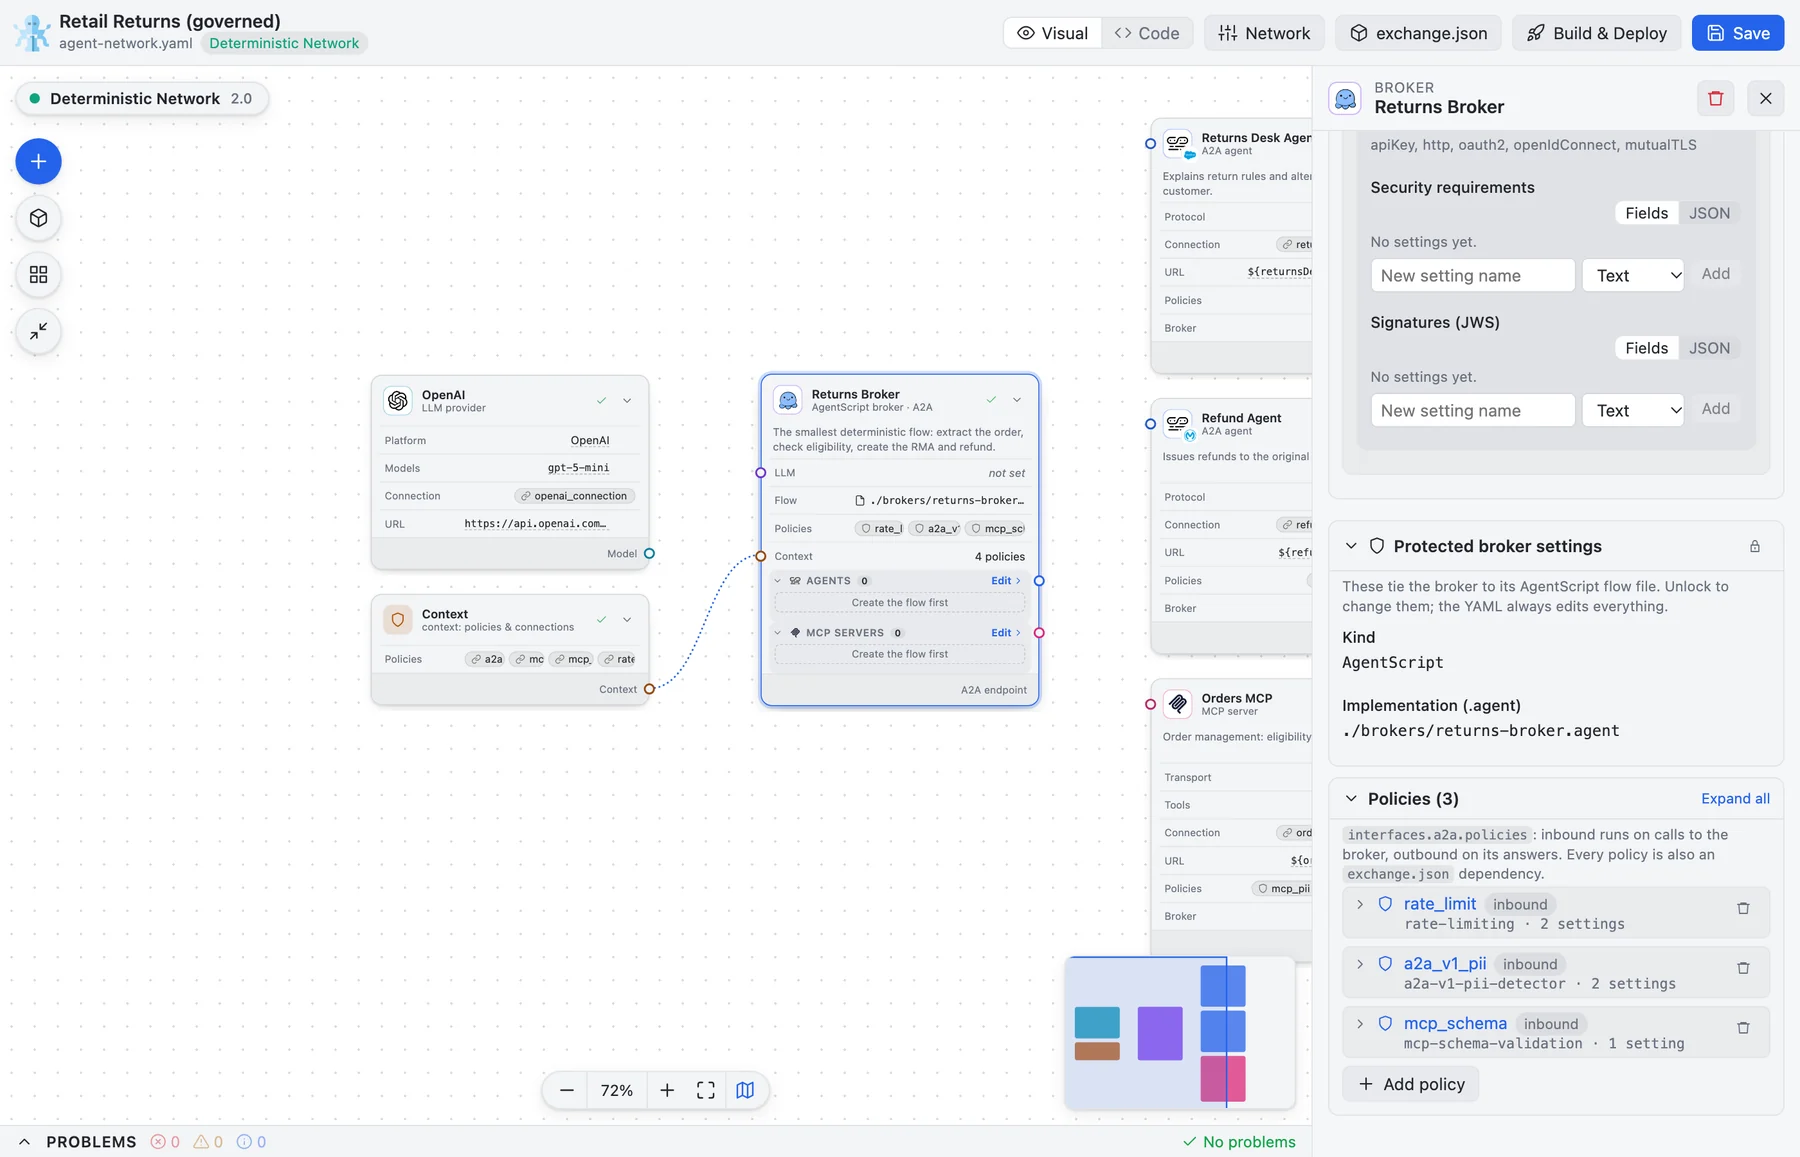 Retail Returns (governed)
agent-network.yaml
Deterministic Network
Visual
Code
Network
exchange.json
Build & Deploy
Save
Deterministic Network 2.0
OpenAI
LLM provider
Platform OpenAI
Models gpt-5-mini
Connection openai_connection
URL https://api.openai.com…
Model
Context
context: policies & connections
Policies a2a mc mcp_ rate
Context
Returns Broker
AgentScript broker · A2A
The smallest deterministic flow: extract the order,
check eligibility, create the RMA and refund.
LLM not set
Flow ./brokers/returns-broker…
Policies rate_l a2a_v mcp_sc
Context 4 policies
AGENTS 0 Edit
Create the flow first
MCP SERVERS 0 Edit
Create the flow first
A2A endpoint
Returns Desk Agen
A2A agent
Explains return rules and alter
customer.
Protocol
Connection retu
URL ${returnsDe
Policies
Broker
Refund Agent
A2A agent
Issues refunds to the original
Protocol
Connection refu
URL ${refu
Policies
Broker
Orders MCP
MCP server
Order management: eligibility
Transport
Tools
Connection ord
URL ${or
Policies mcp_pii
Broker
72%
PROBLEMS 0 0 0
No problems
BROKER
Returns Broker
apiKey, http, oauth2, openIdConnect, mutualTLS
Security requirements
Fields JSON
No settings yet.
New setting name Text Add
Signatures (JWS)
Fields JSON
No settings yet.
New setting name Text Add
Protected broker settings
These tie the broker to its AgentScript flow file. Unlock to
change them; the YAML always edits everything.
Kind
AgentScript
Implementation (.agent)
./brokers/returns-broker.agent
Policies (3) Expand all
interfaces.a2a.policies: inbound runs on calls to the
broker, outbound on its answers. Every policy is also an
exchange.json dependency.
rate_limit inbound
rate-limiting · 2 settings
a2a_v1_pii inbound
a2a-v1-pii-detector · 2 settings
mcp_schema inbound
mcp-schema-validation · 1 setting
Add policy